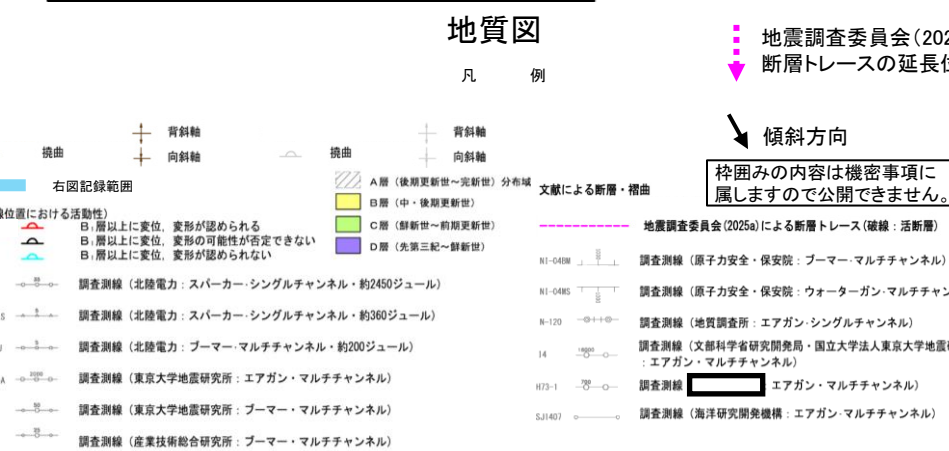 地質図
凡 例
地震調査委員会(202
断層トレースの延長位
傾斜方向
枠囲みの内容は機密事項に
属しますので公開できません。
背斜軸
撓曲
向斜軸
背斜軸
撓曲
向斜軸
右図記録範囲
位置における活動性)
B₁層以上に変位, 変形が認められる
B₁層以上に変位, 変形の可能性が否定できない
B₁層以上に変位, 変形が認められない
A層 (後期更新世~完新世) 分布域
B層 (中・後期更新世)
C層 (鮮新世~前期更新世)
D層 (先第三紀~鮮新世)
調査測線 (北陸電力:スパーカー・シングルチャンネル・約2450ジュール)
調査測線 (北陸電力:スパーカー・シングルチャンネル・約360ジュール)
調査測線 (北陸電力:ブーマー・マルチチャンネル・約200ジュール)
調査測線 (東京大学地震研究所:エアガン・マルチチャンネル)
調査測線 (東京大学地震研究所:ブーマー・マルチチャンネル)
調査測線 (産業技術総合研究所:ブーマー・マルチチャンネル)
文献による断層・褶曲
地震調査委員会(2025a)による断層トレース(破線:活断層)
NI-04BM 調査測線 (原子力安全・保安院:ブーマー・マルチチャンネル)
NI-04MS 調査測線 (原子力安全・保安院:ウォーターガン・マルチチャン
N-120 調査測線 (地質調査所:エアガン・シングルチャンネル)
I4 18000 調査測線 (文部科学省研究開発局・国立大学法人東京大学地震
:エアガン・マルチチャンネル)
H73-1 700 調査測線 エアガン・マルチチャンネル)
SJ1407 調査測線 (海洋研究開発機構:エアガン・マルチチャンネル)